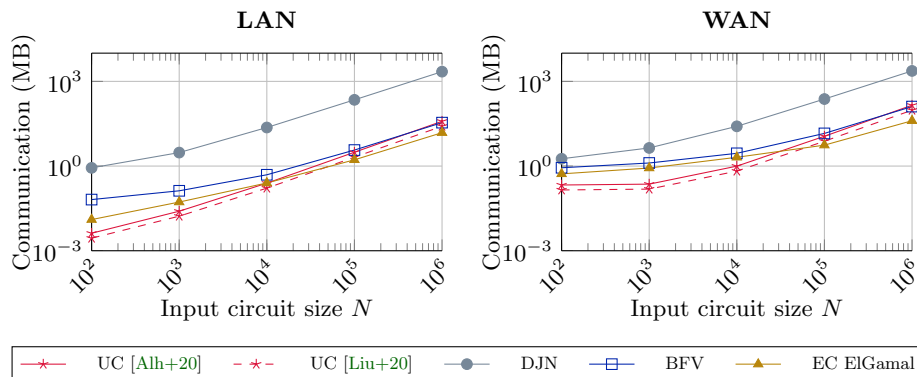 LAN
WAN
Communication (MB)
10^3
10^0
10^−3
10^2
10^3
10^4
10^5
10^6
Input circuit size N
Communication (MB)
10^3
10^0
10^−3
10^2
10^3
10^4
10^5
10^6
Input circuit size N
UC [Alh+20] UC [Liu+20] DJN BFV EC ElGamal